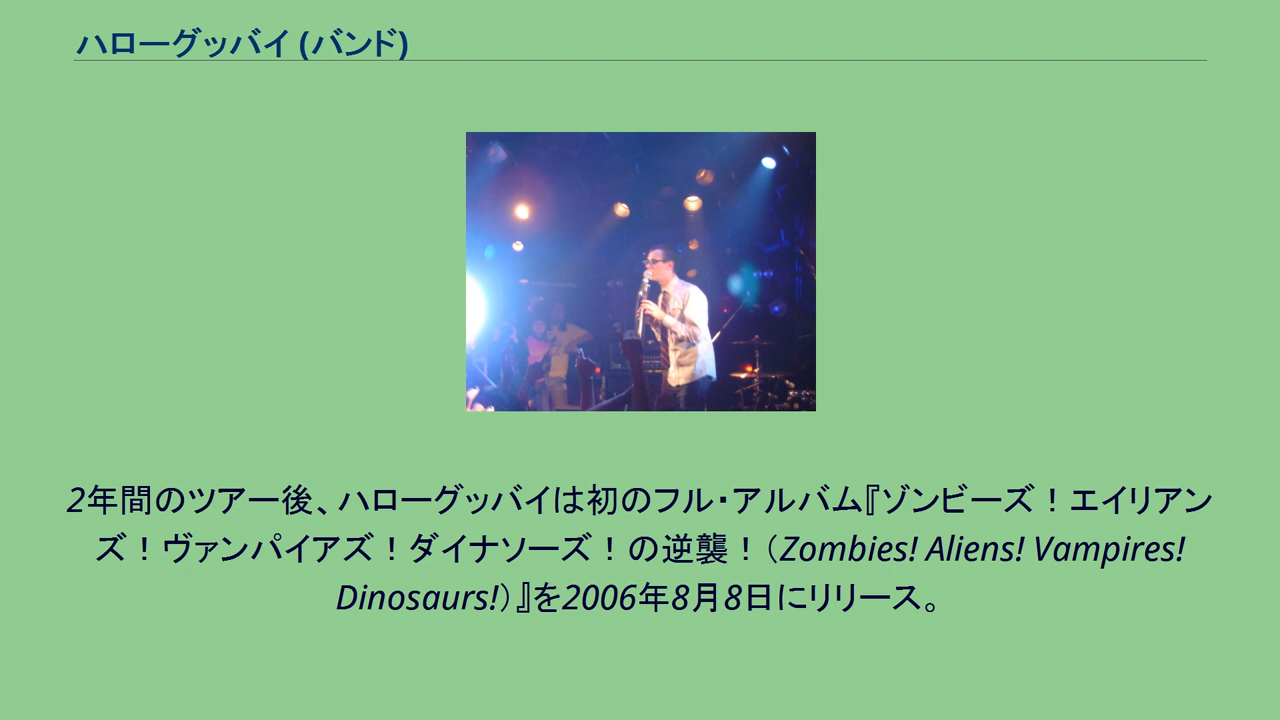 ハローグッバイ (バンド)
2年間のツアー後、ハローグッバイは初のフル・アルバム『ゾンビーズ！エイリアン
ズ！ヴァンパイアズ！ダイナソーズ！の逆襲！（Zombies! Aliens! Vampires!
Dinosaurs!）』を2006年8月8日にリリース。